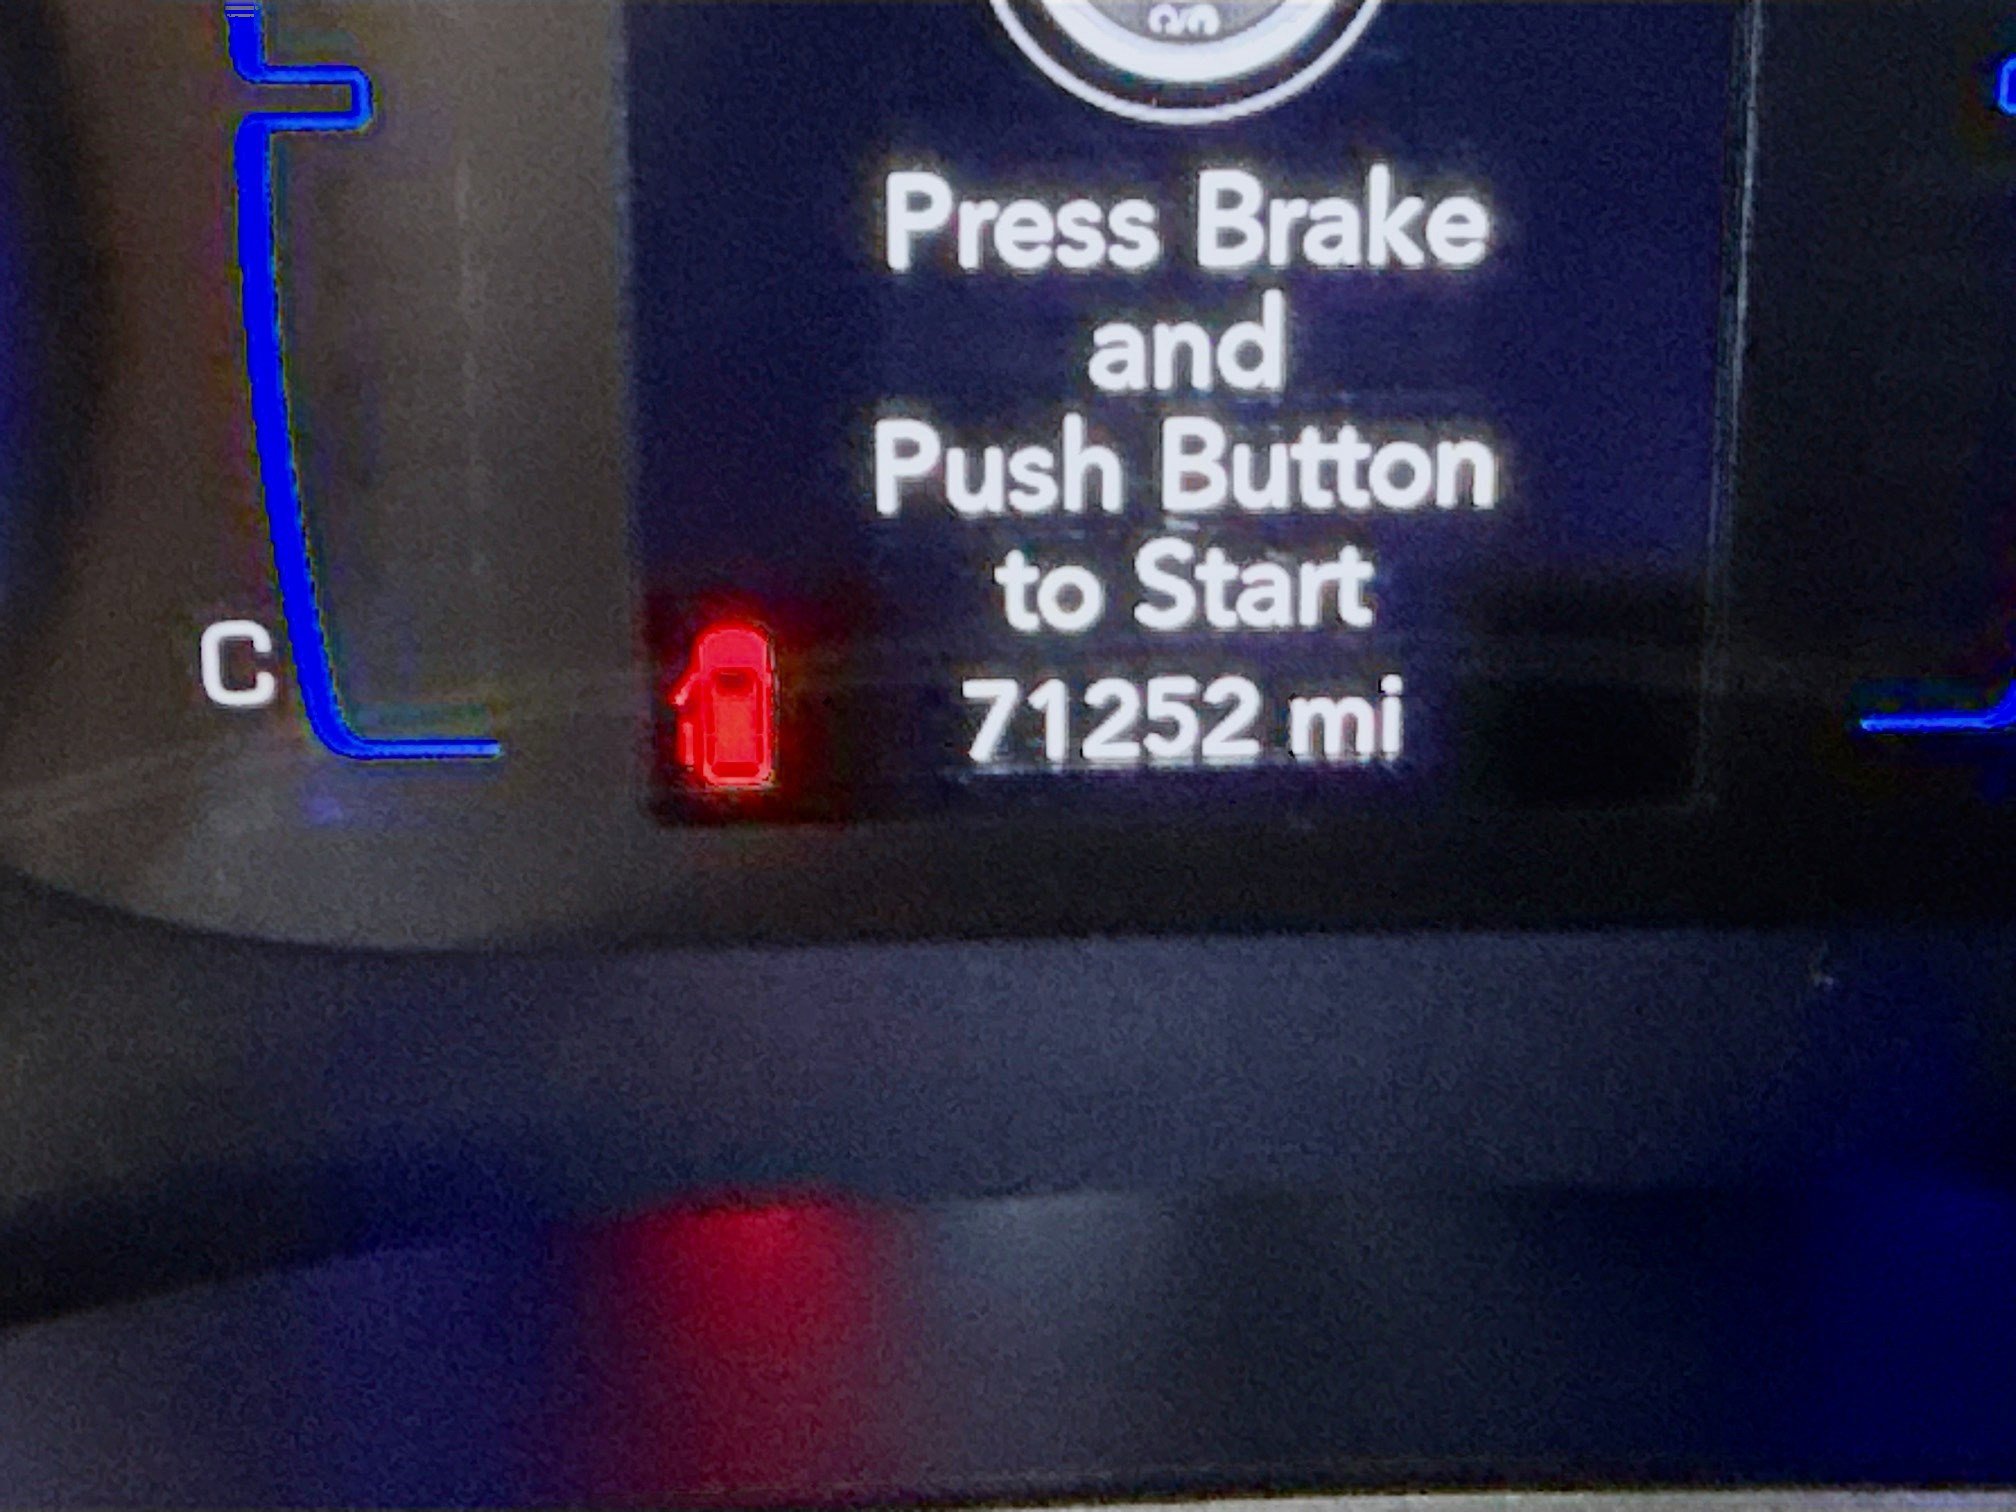 Press Brake
and
Push Button
to Start
C
71252 mi